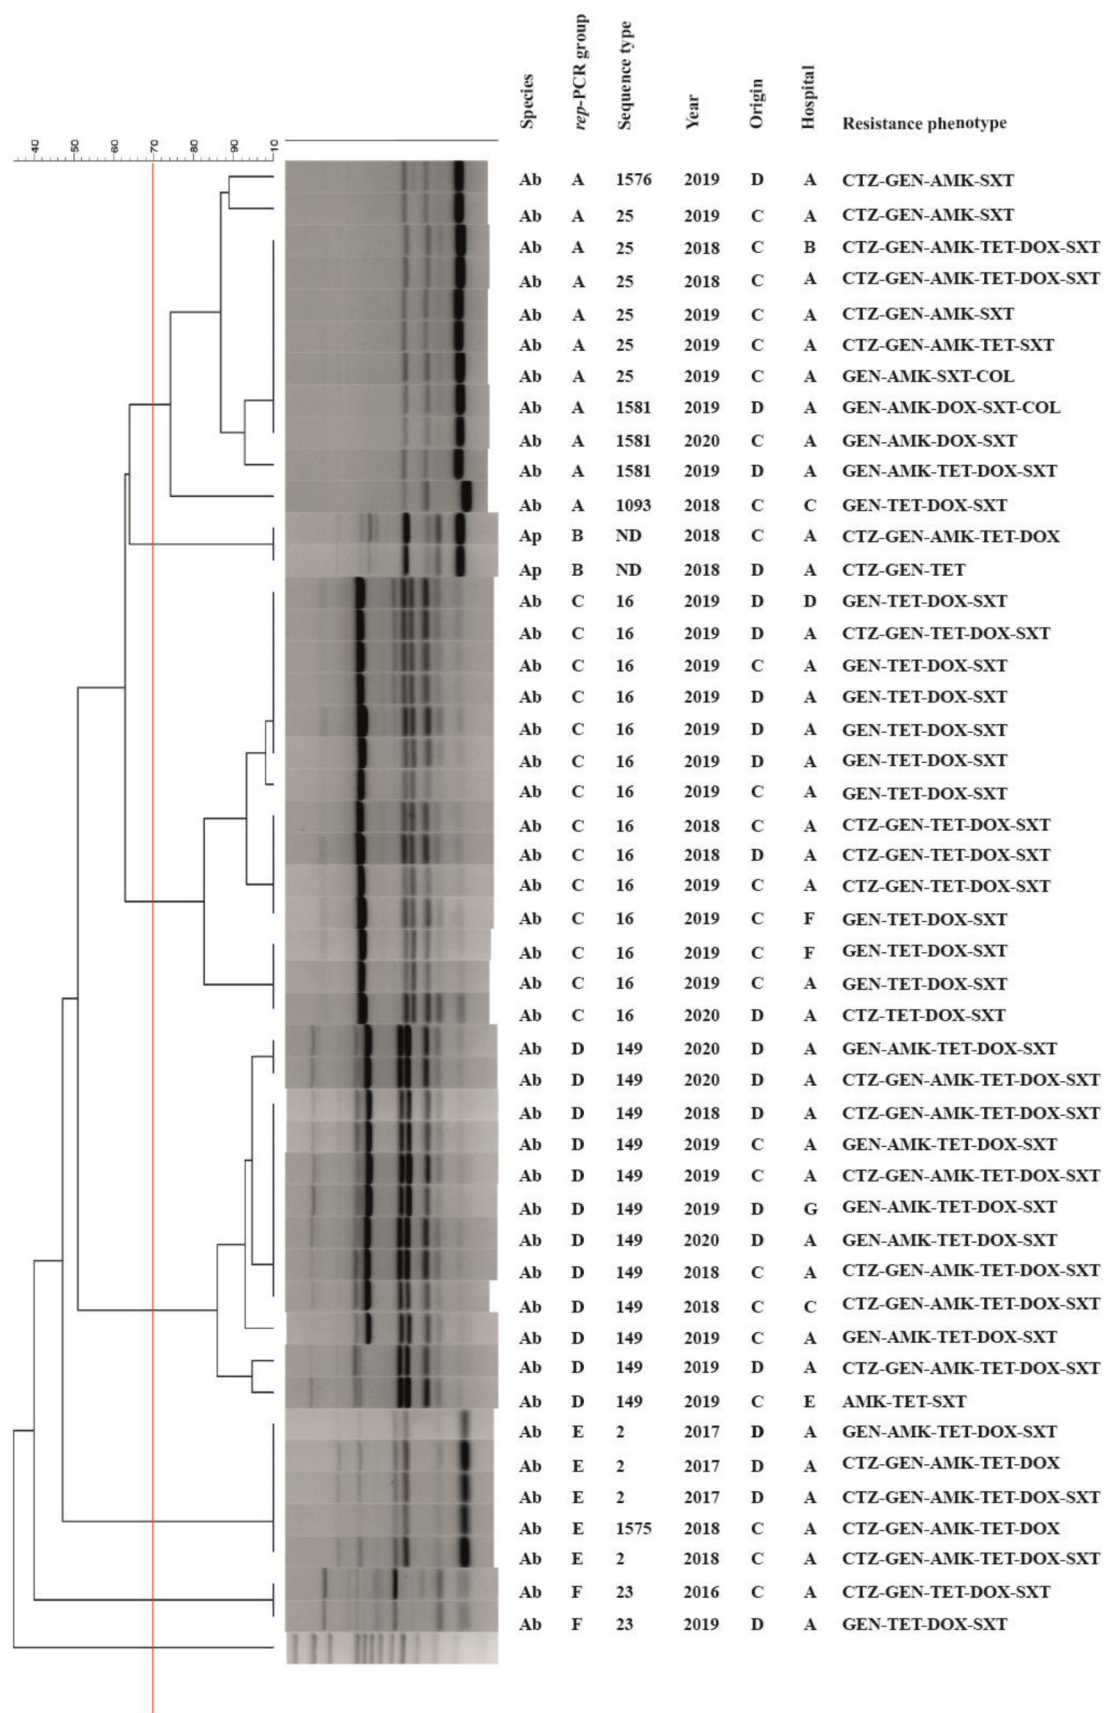 Species rep-PCR group Sequence type Year Origin Hospital Resistance phenotype
40 50 60 70 80 90 10
Ab A 1576 2019 D A CTZ-GEN-AMK-SXT
Ab A 25 2019 C A CTZ-GEN-AMK-SXT
Ab A 25 2018 C B CTZ-GEN-AMK-TET-DOX-SXT
Ab A 25 2018 C A CTZ-GEN-AMK-TET-DOX-SXT
Ab A 25 2019 C A CTZ-GEN-AMK-SXT
Ab A 25 2019 C A CTZ-GEN-AMK-TET-SXT
Ab A 25 2019 C A GEN-AMK-SXT-COL
Ab A 1581 2019 D A GEN-AMK-DOX-SXT-COL
Ab A 1581 2020 C A GEN-AMK-DOX-SXT
Ab A 1581 2019 D A GEN-AMK-TET-DOX-SXT
Ab A 1093 2018 C C GEN-TET-DOX-SXT
Ap B ND 2018 C A CTZ-GEN-AMK-TET-DOX
Ap B ND 2018 D A CTZ-GEN-TET
Ab C 16 2019 D D GEN-TET-DOX-SXT
Ab C 16 2019 D A CTZ-GEN-TET-DOX-SXT
Ab C 16 2019 C A GEN-TET-DOX-SXT
Ab C 16 2019 D A GEN-TET-DOX-SXT
Ab C 16 2019 D A GEN-TET-DOX-SXT
Ab C 16 2019 D A GEN-TET-DOX-SXT
Ab C 16 2019 C A GEN-TET-DOX-SXT
Ab C 16 2018 C A CTZ-GEN-TET-DOX-SXT
Ab C 16 2018 D A CTZ-GEN-TET-DOX-SXT
Ab C 16 2019 C A CTZ-GEN-TET-DOX-SXT
Ab C 16 2019 C F GEN-TET-DOX-SXT
Ab C 16 2019 C F GEN-TET-DOX-SXT
Ab C 16 2019 C A GEN-TET-DOX-SXT
Ab C 16 2020 D A CTZ-TET-DOX-SXT
Ab D 149 2020 D A GEN-AMK-TET-DOX-SXT
Ab D 149 2020 D A CTZ-GEN-AMK-TET-DOX-SXT
Ab D 149 2018 D A CTZ-GEN-AMK-TET-DOX-SXT
Ab D 149 2019 C A GEN-AMK-TET-DOX-SXT
Ab D 149 2019 C A CTZ-GEN-AMK-TET-DOX-SXT
Ab D 149 2019 D G GEN-AMK-TET-DOX-SXT
Ab D 149 2020 D A GEN-AMK-TET-DOX-SXT
Ab D 149 2018 C A CTZ-GEN-AMK-TET-DOX-SXT
Ab D 149 2018 C C CTZ-GEN-AMK-TET-DOX-SXT
Ab D 149 2019 C A GEN-AMK-TET-DOX-SXT
Ab D 149 2019 D A CTZ-GEN-AMK-TET-DOX-SXT
Ab D 149 2019 C E AMK-TET-SXT
Ab E 2 2017 D A GEN-AMK-TET-DOX-SXT
Ab E 2 2017 D A CTZ-GEN-AMK-TET-DOX
Ab E 2 2017 D A CTZ-GEN-AMK-TET-DOX-SXT
Ab E 1575 2018 C A CTZ-GEN-AMK-TET-DOX
Ab E 2 2018 C A CTZ-GEN-AMK-TET-DOX-SXT
Ab F 23 2016 C A CTZ-GEN-TET-DOX-SXT
Ab F 23 2019 D A GEN-TET-DOX-SXT